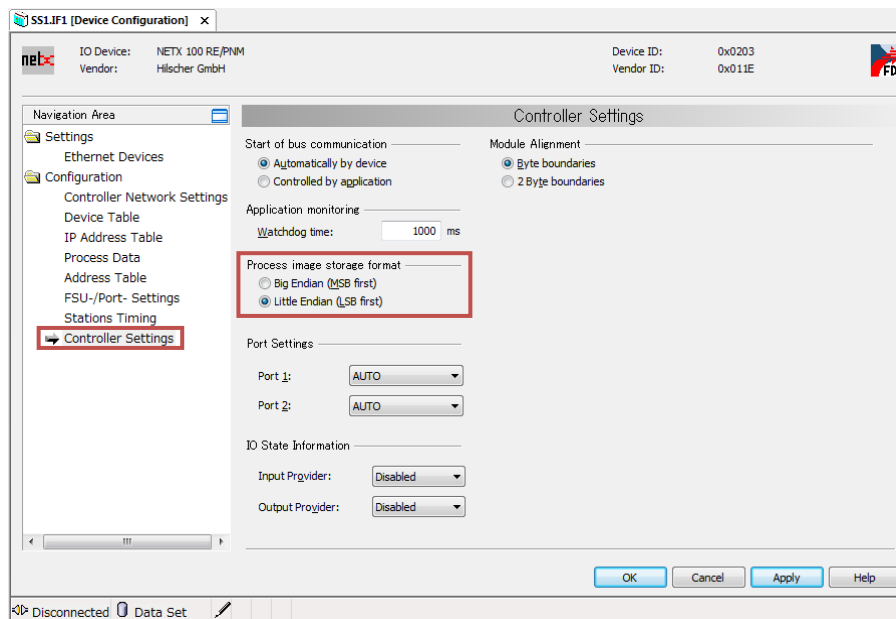 SS1.IF1 [Device Configuration] ×
netx
IO Device: NETX 100 RE/PNM
Vendor: Hilscher GmbH
Device ID: 0x0203
Vendor ID: 0x011E
FD
Navigation Area
Settings
Ethernet Devices
Configuration
Controller Network Settings
Device Table
IP Address Table
Process Data
Address Table
FSU-/Port- Settings
Stations Timing
Controller Settings
Controller Settings
Start of bus communication
Automatically by device
Controlled by application
Application monitoring
Watchdog time: 1000 ms
Process image storage format
Big Endian (MSB first)
Little Endian (LSB first)
Port Settings
Port 1: AUTO
Port 2: AUTO
IO State Information
Input Provider: Disabled
Output Provider: Disabled
Module Alignment
Byte boundaries
2 Byte boundaries
OK Cancel Apply Help
Disconnected Data Set